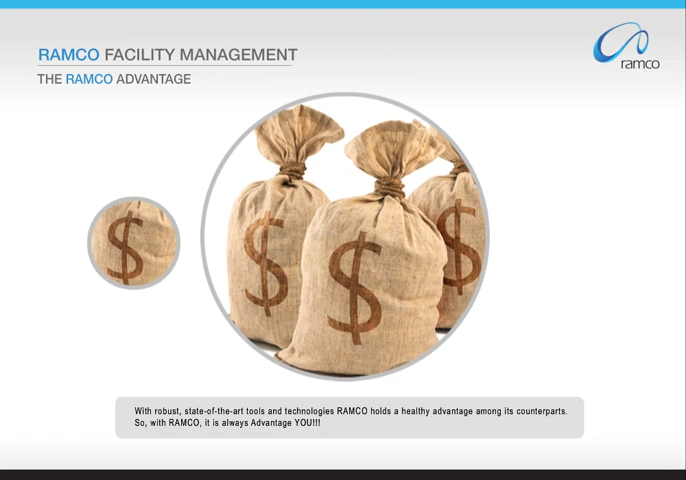 RAMCO FACILITY MANAGEMENT
ramco
THE RAMCO ADVANTAGE
$
$
$
$
With robust, state-of-the-art tools and technologies RAMCO holds a healthy advantage among its counterparts.
So, with RAMCO, it is always Advantage YOU!!!